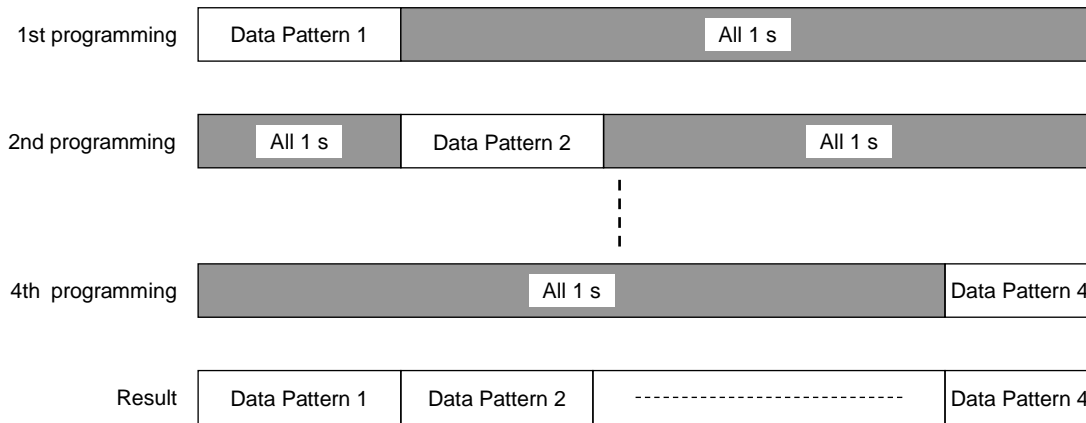 1st programming
Data Pattern 1
All 1 s
2nd programming
All 1 s
Data Pattern 2
All 1 s
4th programming
All 1 s
Data Pattern 4
Result
Data Pattern 1
Data Pattern 2
Data Pattern 4